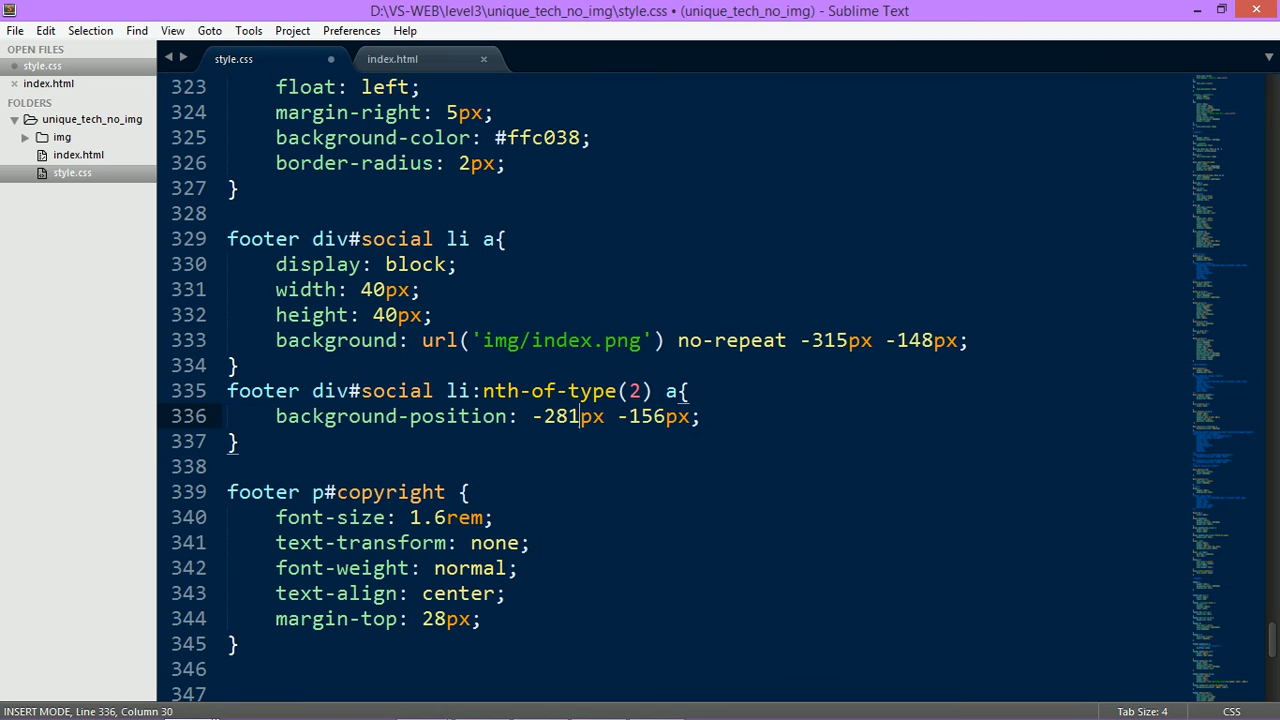 D:\VS-WEB\level3\unique_tech_no_img\style.css • (unique_tech_no_img) - Sublime Text
File Edit Selection Find View Goto Tools Project Preferences Help
OPEN FILES
style.css
index.html
FOLDERS
unique_tech_no_img
img
index.html
style.css
style.css index.html
323 float: left;
324 margin-right: 5px;
325 background-color: #ffc038;
326 border-radius: 2px;
327 }
328
329 footer div#social li a{
330 display: block;
331 width: 40px;
332 height: 40px;
333 background: url('img/index.png') no-repeat -315px -148px;
334 }
335 footer div#social li:nth-of-type(2) a{
336 background-position: -281px -156px;
337 }
338
339 footer p#copyright {
340 font-size: 1.6rem;
341 text-transform: none;
342 font-weight: normal;
343 text-align: center;
344 margin-top: 28px;
345 }
346
347
INSERT MODE, Line 336, Column 30 Tab Size: 4 CSS